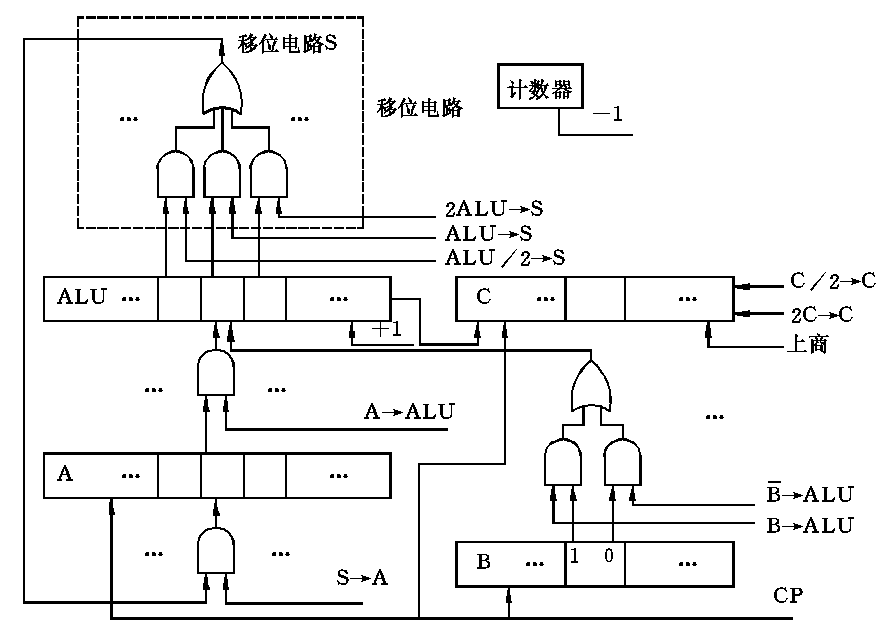 移位电路S
计数器
移位电路
−1
...
...
2ALU→S
ALU→S
ALU／2→S
ALU ... ...
C ... ...
C／2→C
2C→C
+1
上商
... ...
A→ALU
...
A ... ...
B̅→ALU
B→ALU
... ...
B ... 1 0 ...
S→A
CP